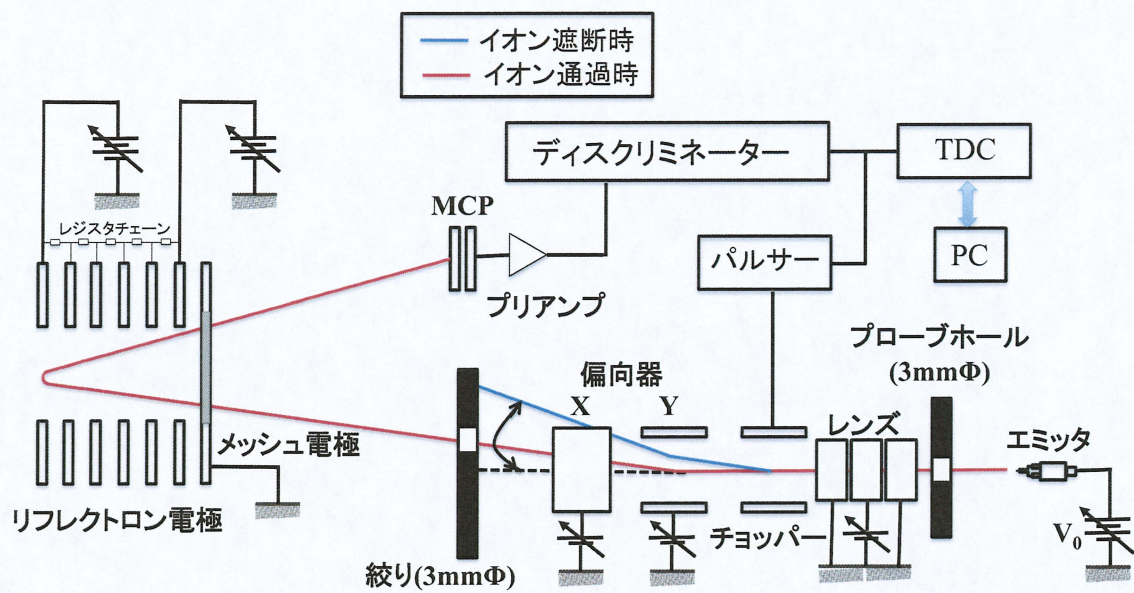 イオン遮断時
イオン通過時
ディスクリミネーター
TDC
MCP
レジスタチェーン
パルサー
PC
プリアンプ
プローブホール
(3mmΦ)
偏向器
X
Y
レンズ
エミッタ
メッシュ電極
リフレクトロン電極
チョッパー
V₀
絞り(3mmΦ)